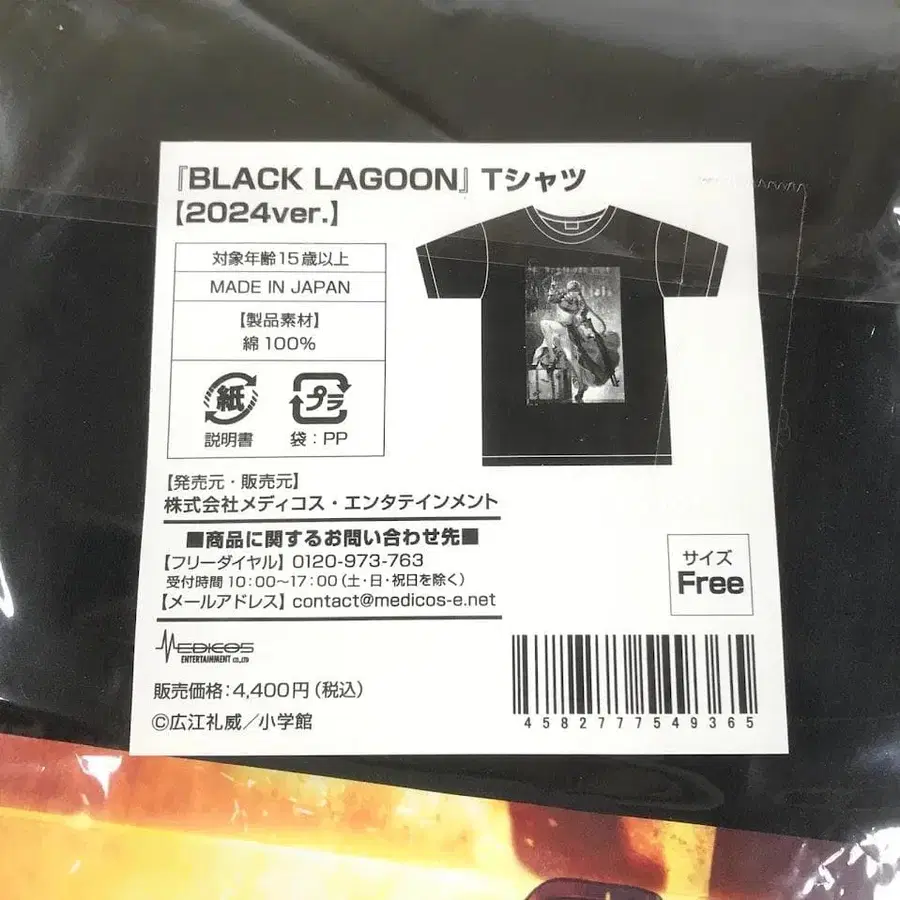 『BLACK LAGOON』Tシャツ
【2024ver.】
対象年齢15歳以上
MADE IN JAPAN
【製品素材】
綿100%
紙
プラ
説明書
袋：PP
【発売元・販売元】
株式会社メディコス・エンタテインメント
■商品に関するお問い合わせ先■
【フリーダイヤル】0120-973-763
受付時間 10:00〜17:00（土・日・祝日を除く）
【メールアドレス】contact@medicos-e.net
サイズ
Free
MEDICOS
ENTERTAINMENT CO.,LTD
販売価格：4,400円（税込）
©広江礼威／小学館
4582777549365